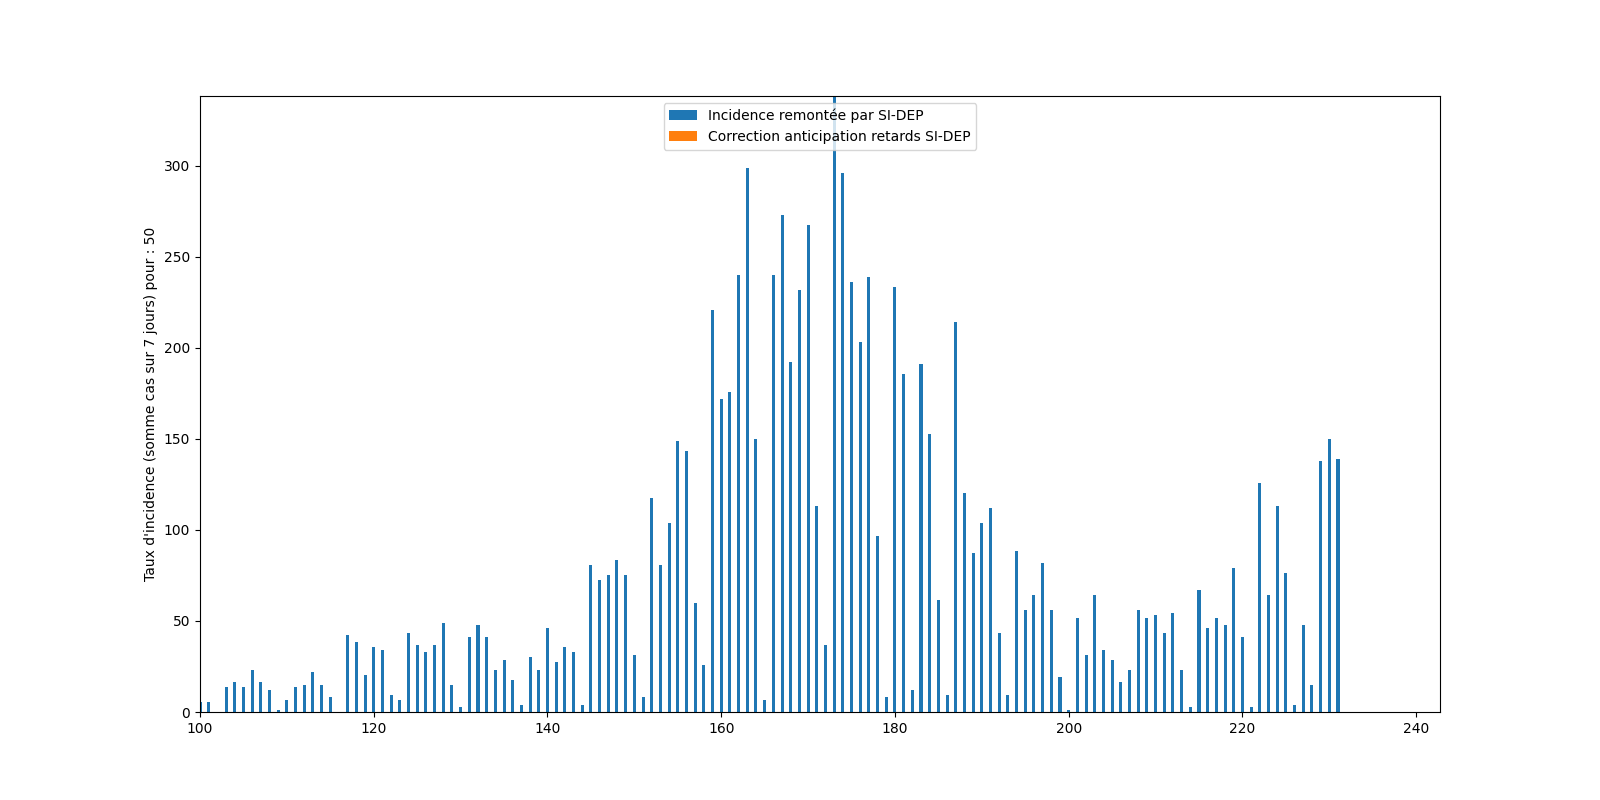 Incidence remontée par SI-DEP
Correction anticipation retards SI-DEP
Taux d'incidence (somme cas sur 7 jours) pour : 50
300
250
200
150
100
50
0
100 120 140 160 180 200 220 240